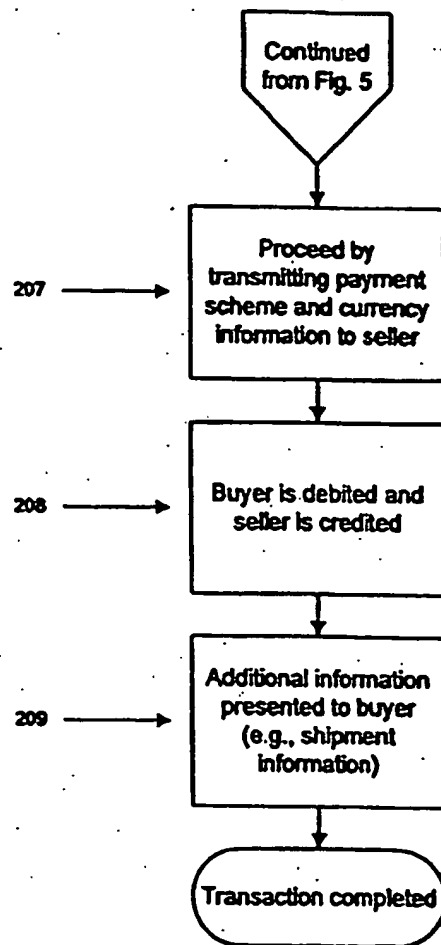 Continued
from Fig. 5
207
Proceed by
transmitting payment
scheme and currency
information to seller
208
Buyer is debited and
seller is credited
209
Additional information
presented to buyer
(e.g., shipment
information)
Transaction completed